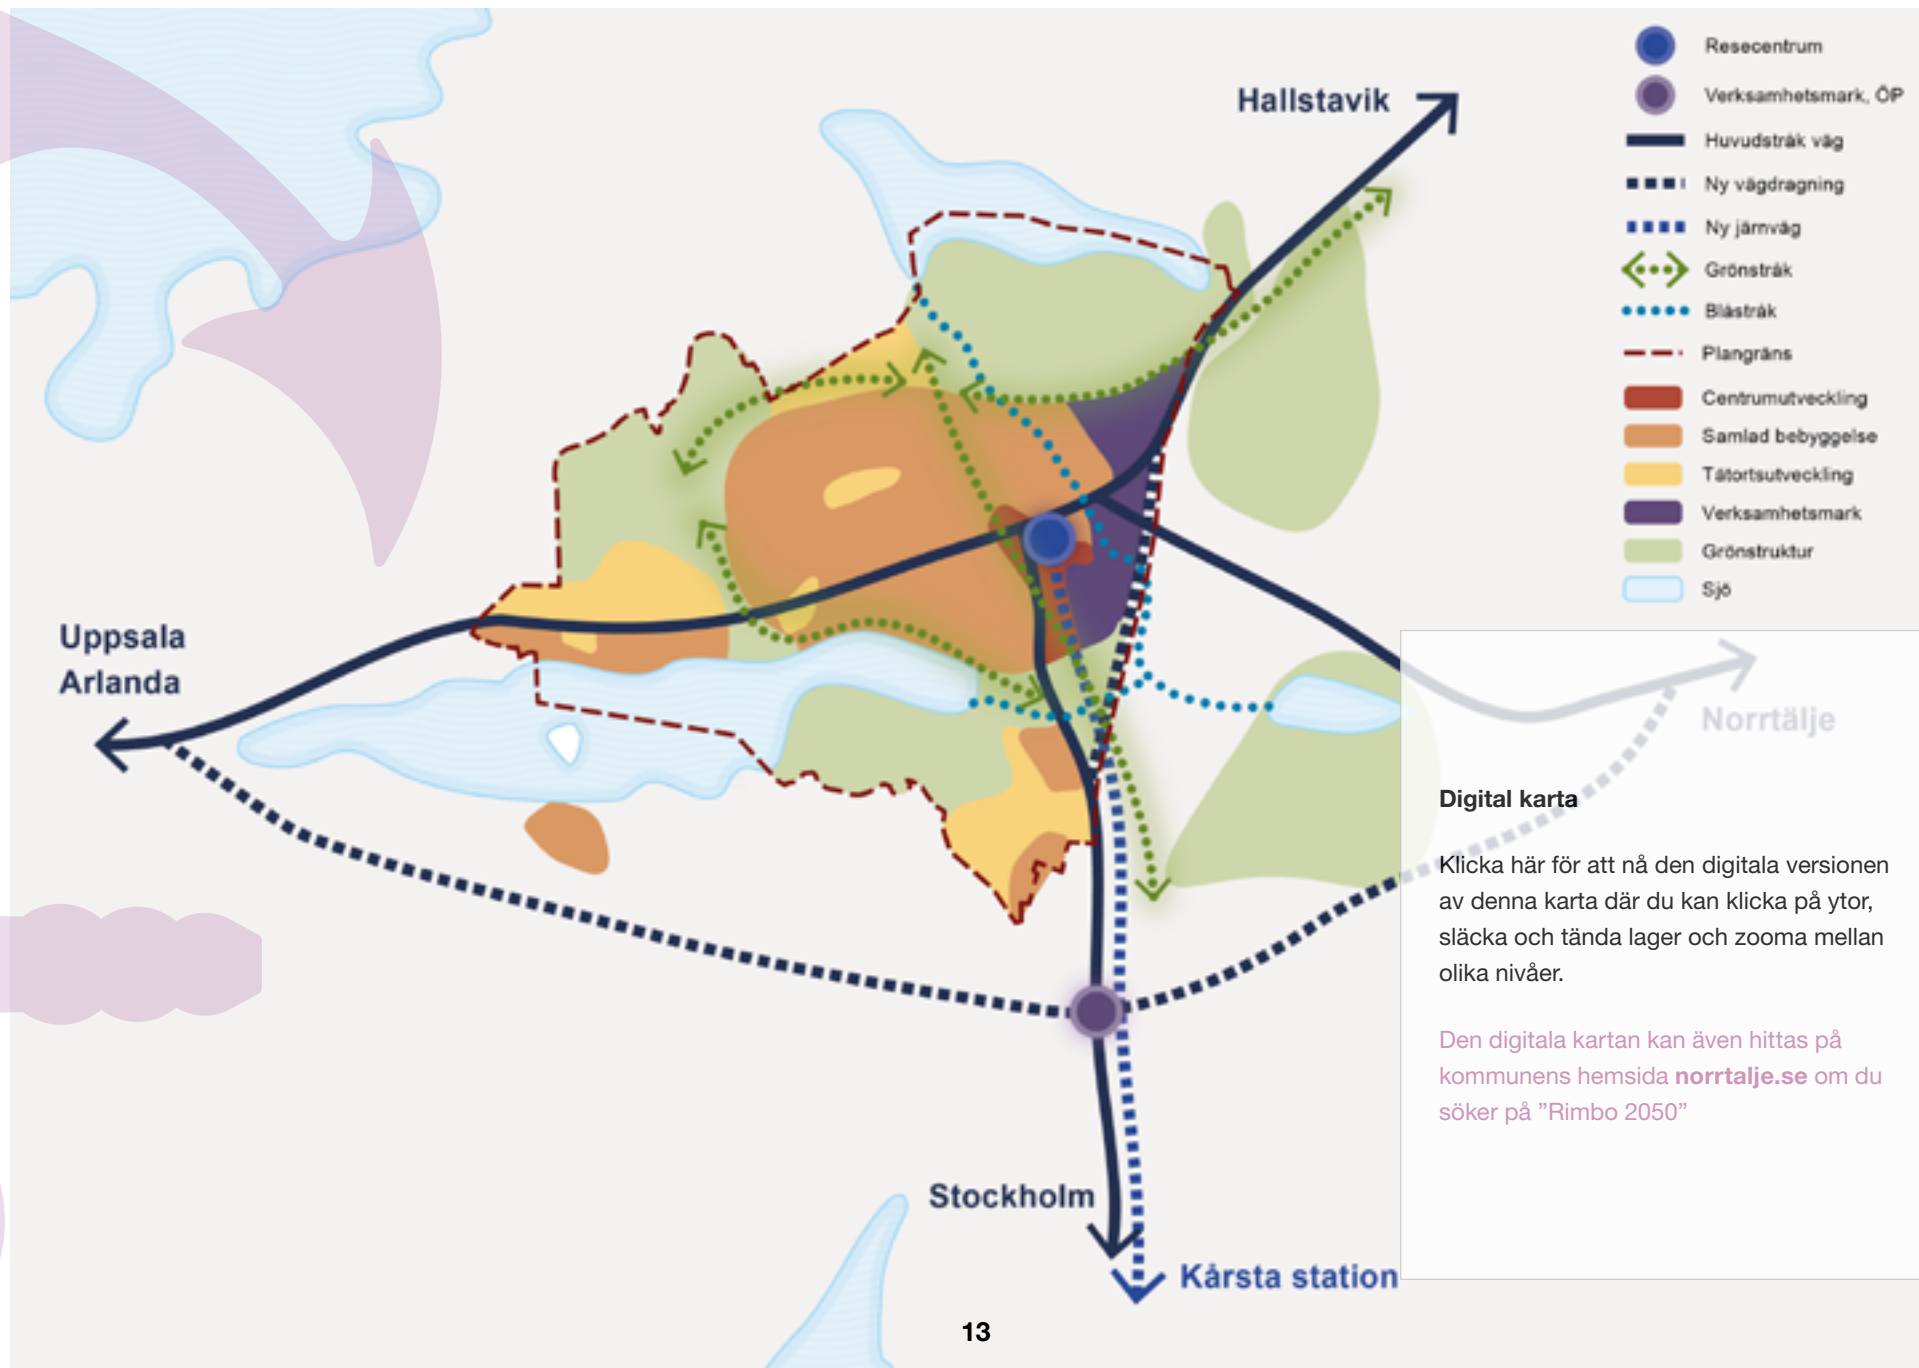 Hallstavik
Uppsala
Arlanda
Norrtälje
Stockholm
Kårsta station
Resecentrum
Verksamhetsmark, ÖP
Huvudstråk väg
Ny vägdragning
Ny järnväg
Grönstråk
Blåstråk
Plangräns
Centrumutveckling
Samlad bebyggelse
Tätortsutveckling
Verksamhetsmark
Grönstruktur
Sjö
Digital karta
Klicka här för att nå den digitala versionen
av denna karta där du kan klicka på ytor,
släcka och tända lager och zooma mellan
olika nivåer.
Den digitala kartan kan även hittas på
kommunens hemsida norrtalje.se om du
söker på ”Rimbo 2050”
13